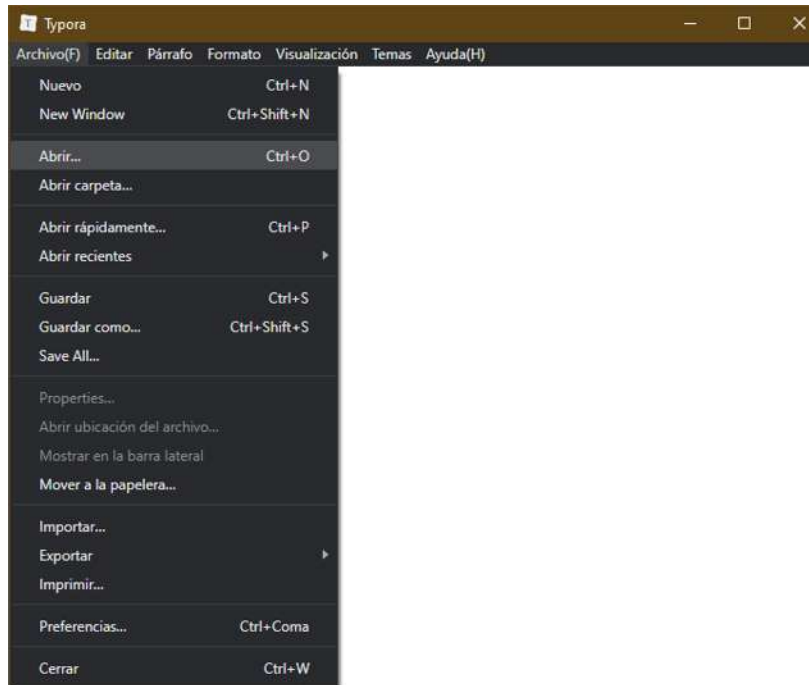 Typora
Archivo(F) Editar Párrafo Formato Visualización Temas Ayuda(H)
Nuevo Ctrl+N
New Window Ctrl+Shift+N
Abrir... Ctrl+O
Abrir carpeta...
Abrir rápidamente... Ctrl+P
Abrir recientes
Guardar Ctrl+S
Guardar como... Ctrl+Shift+S
Save All...
Properties...
Abrir ubicación del archivo...
Mostrar en la barra lateral
Mover a la papelera...
Importar...
Exportar
Imprimir...
Preferencias... Ctrl+Coma
Cerrar Ctrl+W